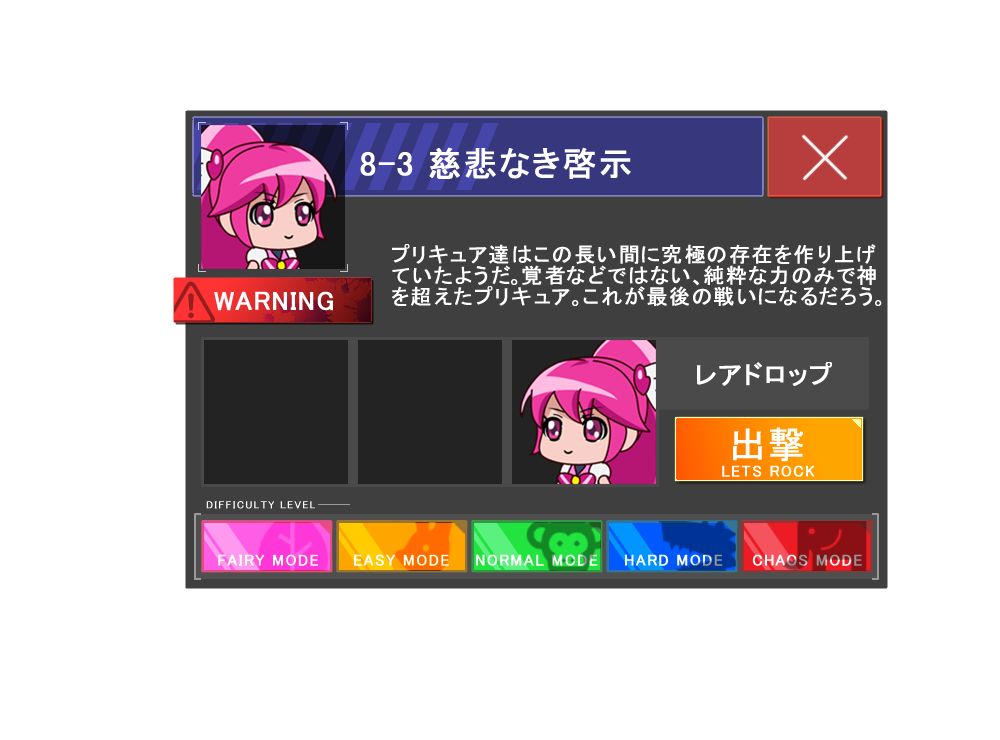 8-3 慈悲なき啓示
プリキュア達はこの長い間に究極の存在を作り上げ
ていたようだ。覚者などではない、純粋な力のみで神
を超えたプリキュア。これが最後の戦いになるだろう。
WARNING
レアドロップ
出撃
LETS ROCK
DIFFICULTY LEVEL
FAIRY MODE
EASY MODE
NORMAL MODE
HARD MODE
CHAOS MODE